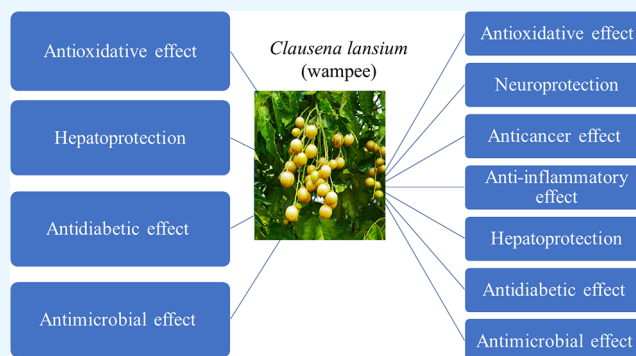 Antioxidative effect
Hepatoprotection
Antidiabetic effect
Antimicrobial effect
Clausena lansium
(wampee)
Antioxidative effect
Neuroprotection
Anticancer effect
Anti-inflammatory
effect
Hepatoprotection
Antidiabetic effect
Antimicrobial effect